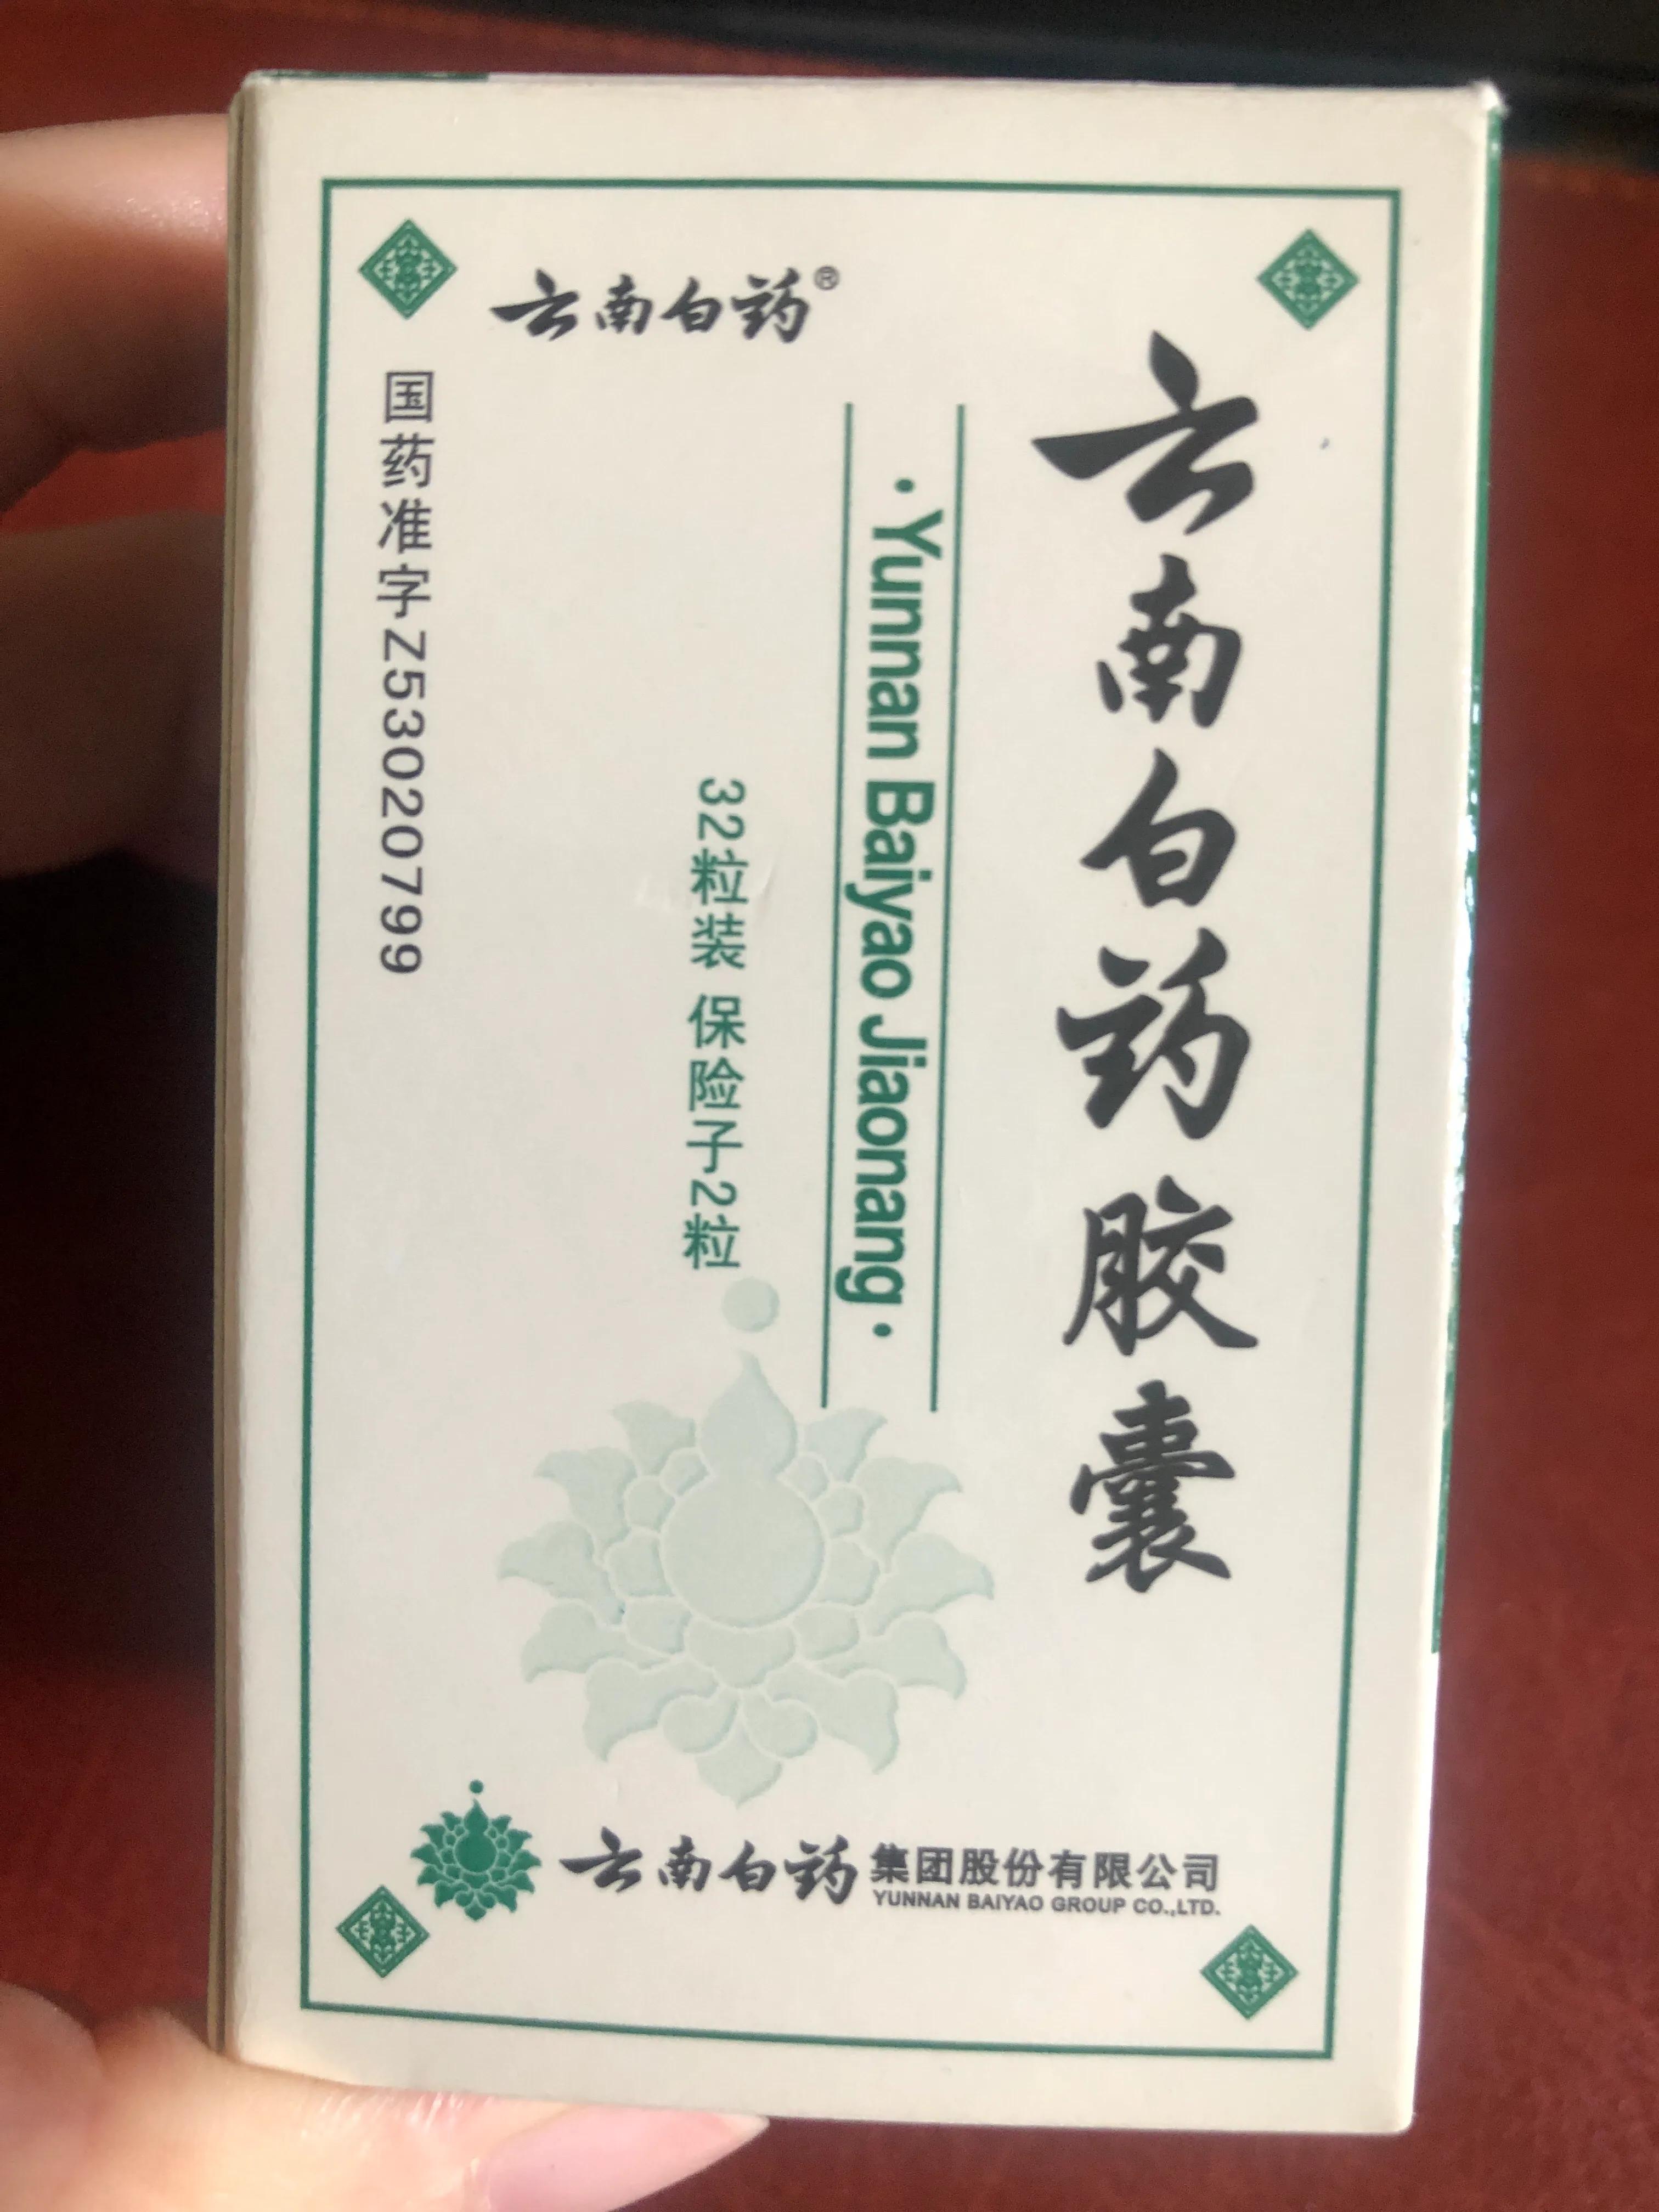 云南白药®
云南白药胶囊
·Yunnan Baiyao Jiaonang·
32粒装 保险子2粒
国药准字Z53020799
云南白药集团股份有限公司
YUNNAN BAIYAO GROUP CO.,LTD.